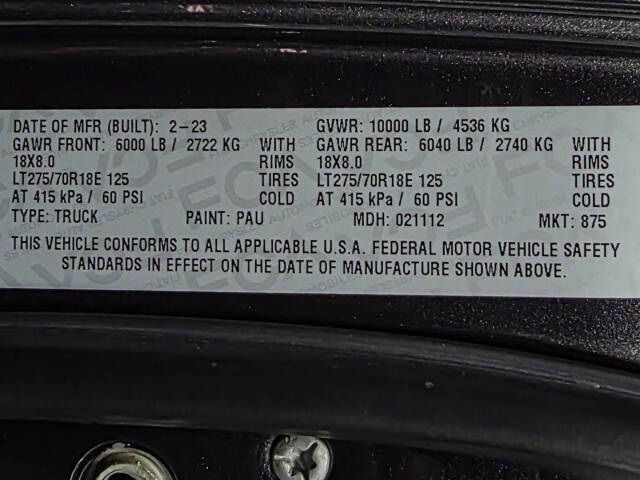 DATE OF MFR (BUILT): 2-23 GVWR: 10000 LB / 4536 KG
GAWR FRONT: 6000 LB / 2722 KG WITH GAWR REAR: 6040 LB / 2740 KG WITH
18X8.0 RIMS 18X8.0 RIMS
LT275/70R18E 125 TIRES LT275/70R18E 125 TIRES
AT 415 kPa / 60 PSI COLD AT 415 kPa / 60 PSI COLD
TYPE: TRUCK PAINT: PAU MDH: 021112 MKT: 875
THIS VEHICLE CONFORMS TO ALL APPLICABLE U.S.A. FEDERAL MOTOR VEHICLE SAFETY
STANDARDS IN EFFECT ON THE DATE OF MANUFACTURE SHOWN ABOVE.